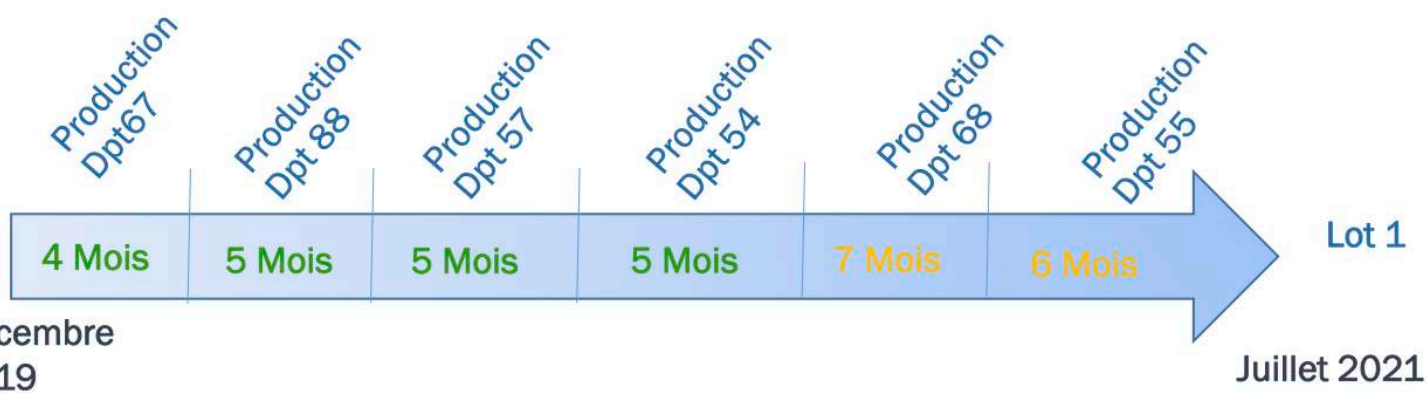 Production
Dpt67
Production
Dpt 88
Production
Dpt 57
Production
Dpt 54
Production
Dpt 68
Production
Dpt 55
4 Mois
5 Mois
5 Mois
5 Mois
7 Mois
6 Mois
Lot 1
cembre
19
Juillet 2021